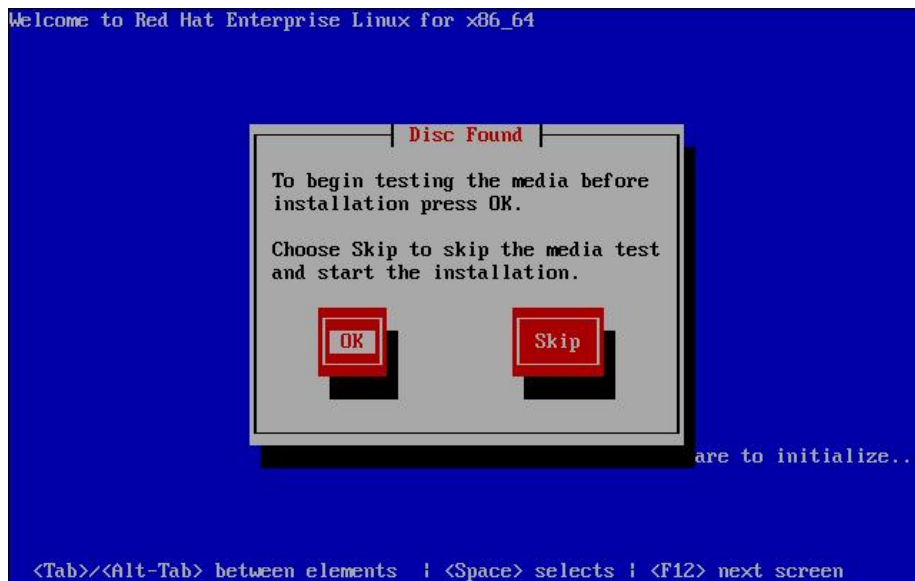 Welcome to Red Hat Enterprise Linux for x86_64
Disc Found
To begin testing the media before
installation press OK.
Choose Skip to skip the media test
and start the installation.
OK Skip
are to initialize..
<Tab>/<Alt-Tab> between elements | <Space> selects | <F12> next screen